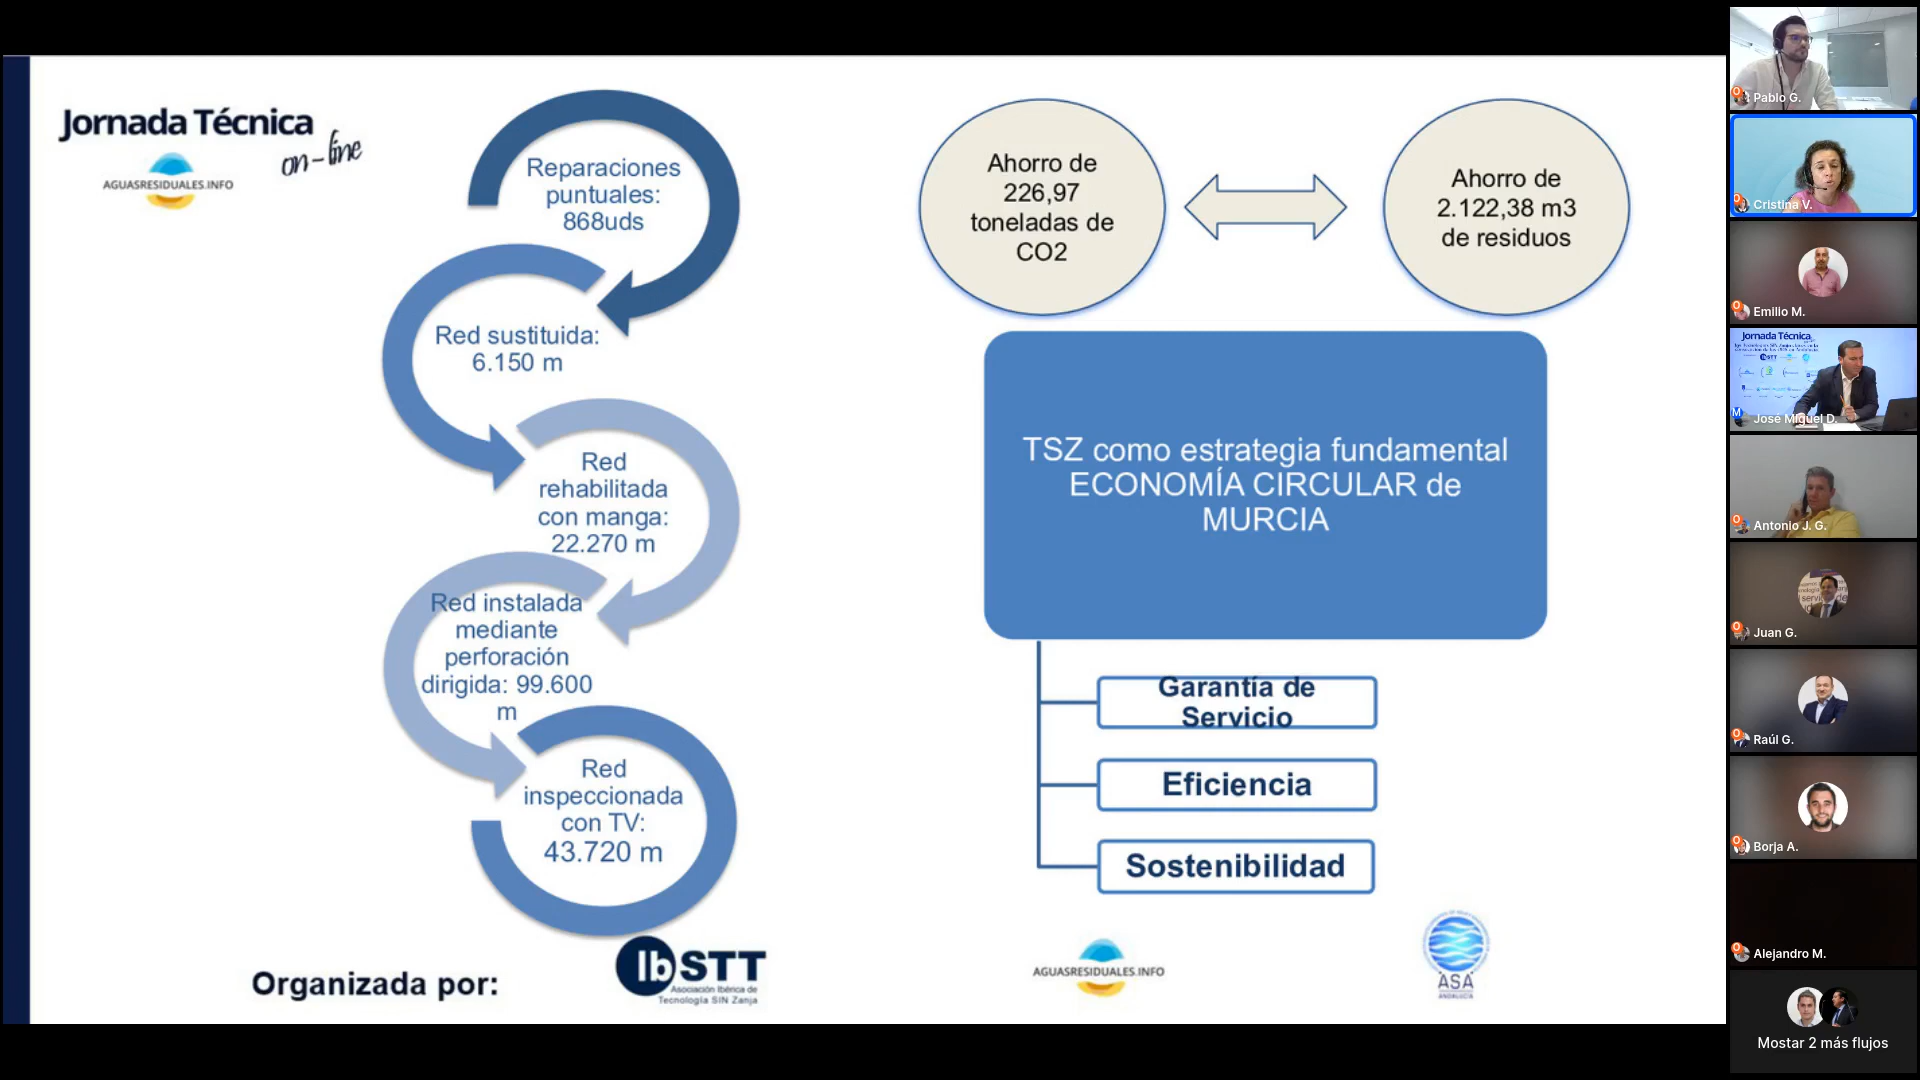 Jornada Técnica
on-line
AGUASRESIDUALES.INFO
Reparaciones
puntuales:
868uds
Red sustituida:
6.150 m
Red
rehabilitada
con manga:
22.270 m
Red instalada
mediante
perforación
dirigida: 99.600
m
Red
inspeccionada
con TV:
43.720 m
Ahorro de
226,97
toneladas de
CO2
Ahorro de
2.122,38 m3
de residuos
TSZ como estrategia fundamental
ECONOMÍA CIRCULAR de
MURCIA
Garantía de
Servicio
Eficiencia
Sostenibilidad
Organizada por:
IbSTT
Asociación Ibérica de
Tecnología SIN Zanja
AGUASRESIDUALES.INFO
ASA
ANDALUCÍA
Pablo G.
Cristina V.
Emilio M.
Jornada Técnica
IbSTT
José Miguel D.
Antonio J. G.
Juan G.
Raúl G.
Borja A.
Alejandro M.
Mostar 2 más flujos